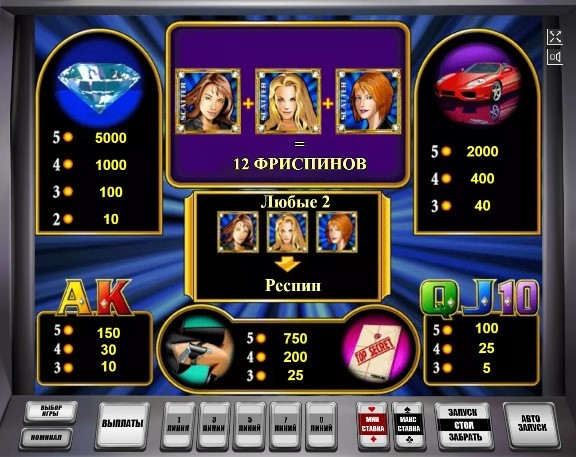 5 5000
4 1000
3 100
2 10
SCATTER + SCATTER + SCATTER
=
12 ФРИСПИНОВ
5 2000
4 400
3 40
Любые 2
Респин
A K
5 150
4 30
3 10
5 750
4 200
3 25
TOP SECRET
Q J 10
5 100
4 25
3 5
ВЫБОР ИГРЫ
НОМИНАЛ
ВЫПЛАТЫ
1 ЛИНИЯ
3 ЛИНИИ
5 ЛИНИЙ
7 ЛИНИЙ
9 ЛИНИЙ
МИН СТАВКА
МАКС СТАВКА
ЗАПУСК
СТОП
ЗАБРАТЬ
АВТО ЗАПУСК